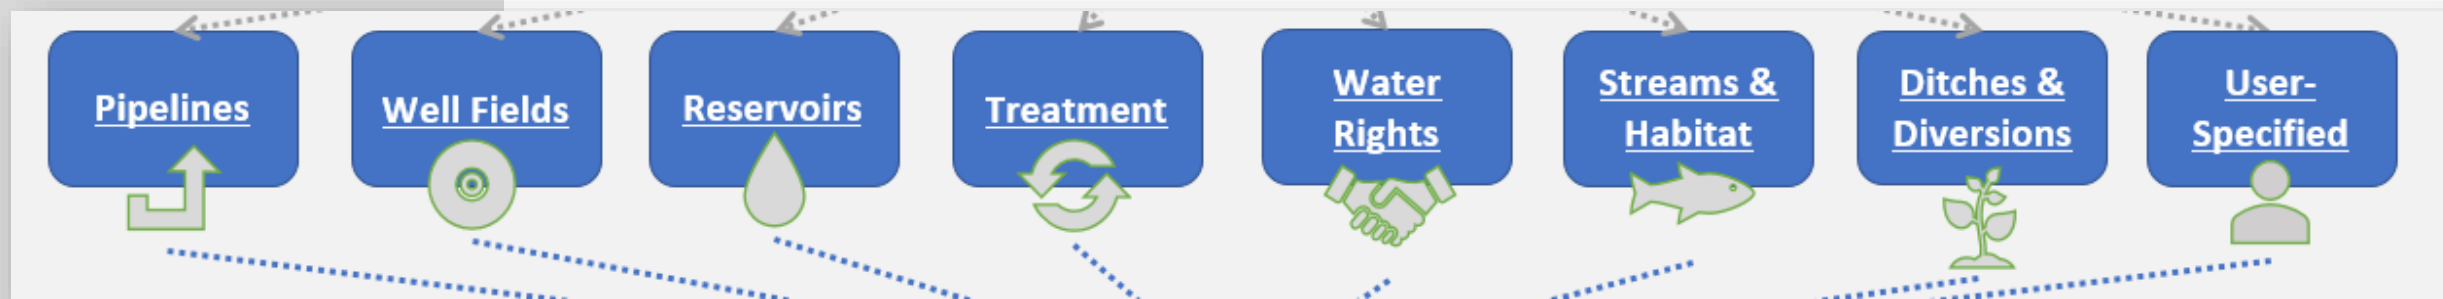 Pipelines
Well Fields
Reservoirs
Treatment
Water
Rights
Streams &
Habitat
Ditches &
Diversions
User-
Specified